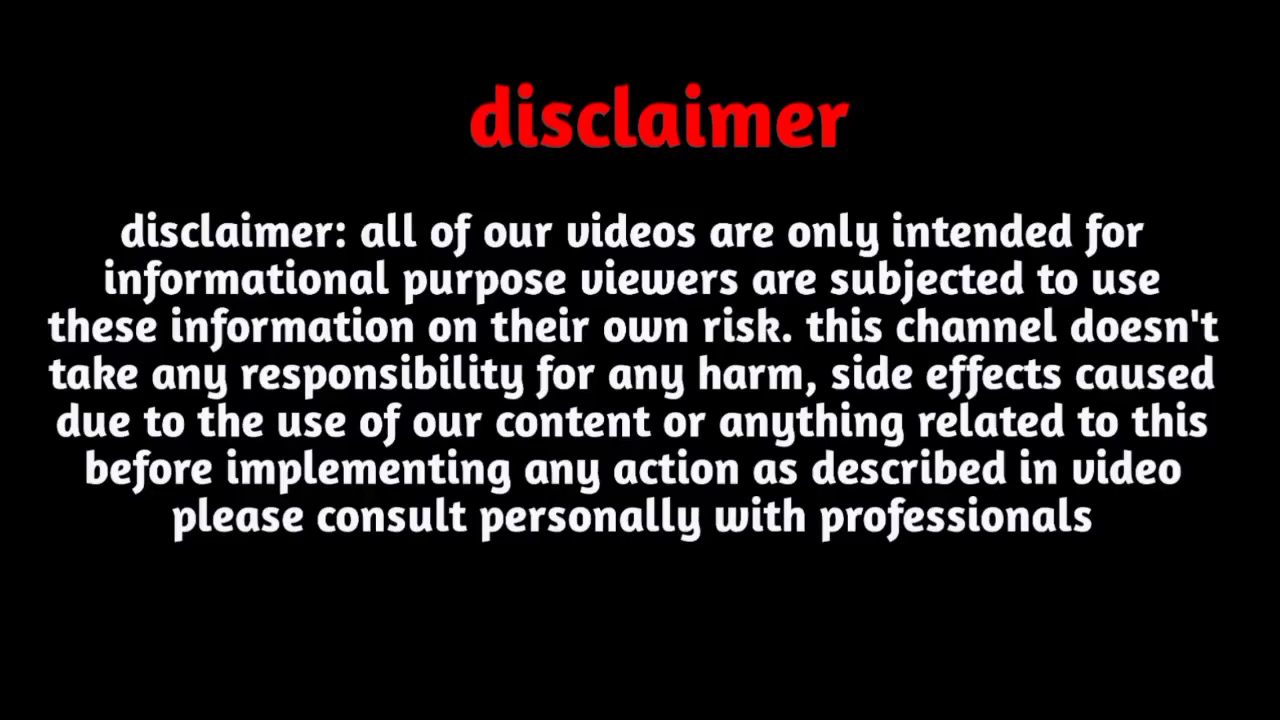 disclaimer
disclaimer: all of our videos are only intended for
informational purpose viewers are subjected to use
these information on their own risk. this channel doesn't
take any responsibility for any harm, side effects caused
due to the use of our content or anything related to this
before implementing any action as described in video
please consult personally with professionals